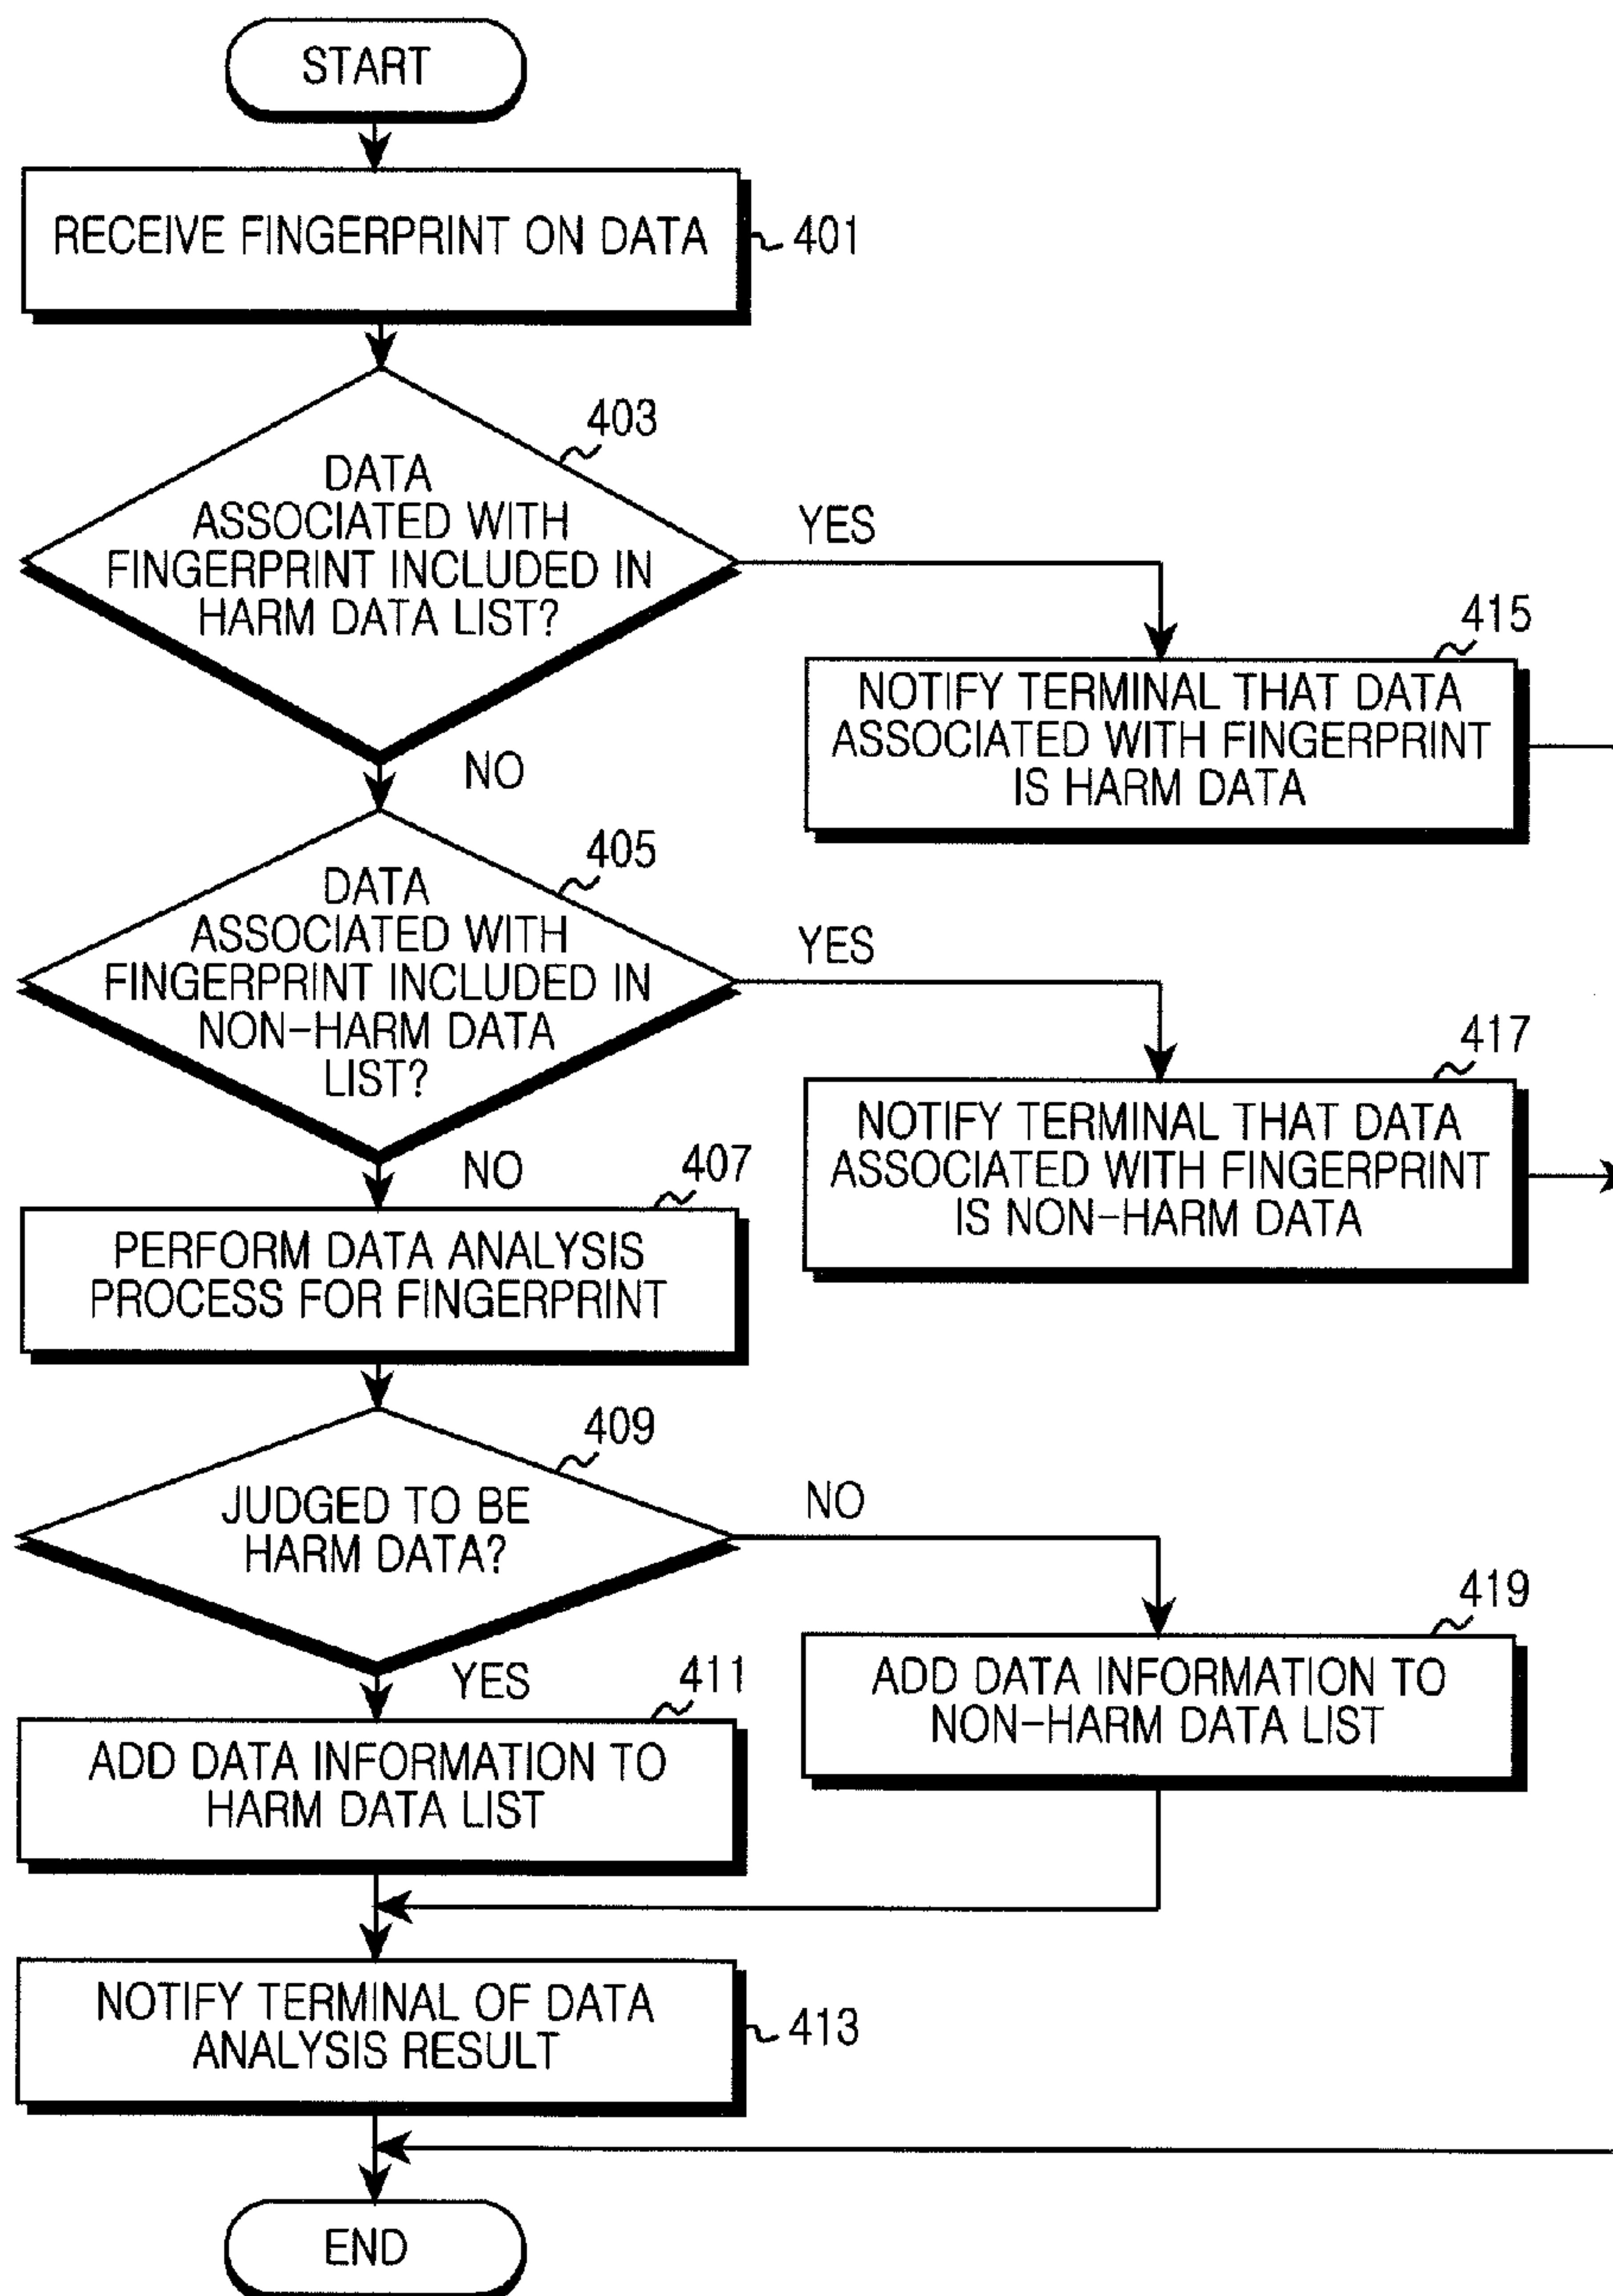 START
RECEIVE FINGERPRINT ON DATA
401
403
DATA
ASSOCIATED WITH
FINGERPRINT INCLUDED IN
HARM DATA LIST?
YES
415
NOTIFY TERMINAL THAT DATA
ASSOCIATED WITH FINGERPRINT
IS HARM DATA
NO
405
DATA
ASSOCIATED WITH
FINGERPRINT INCLUDED IN
NON-HARM DATA
LIST?
YES
417
NOTIFY TERMINAL THAT DATA
ASSOCIATED WITH FINGERPRINT
IS NON-HARM DATA
NO
407
PERFORM DATA ANALYSIS
PROCESS FOR FINGERPRINT
409
JUDGED TO BE
HARM DATA?
NO
419
ADD DATA INFORMATION TO
NON-HARM DATA LIST
YES
411
ADD DATA INFORMATION TO
HARM DATA LIST
NOTIFY TERMINAL OF DATA
ANALYSIS RESULT
413
END